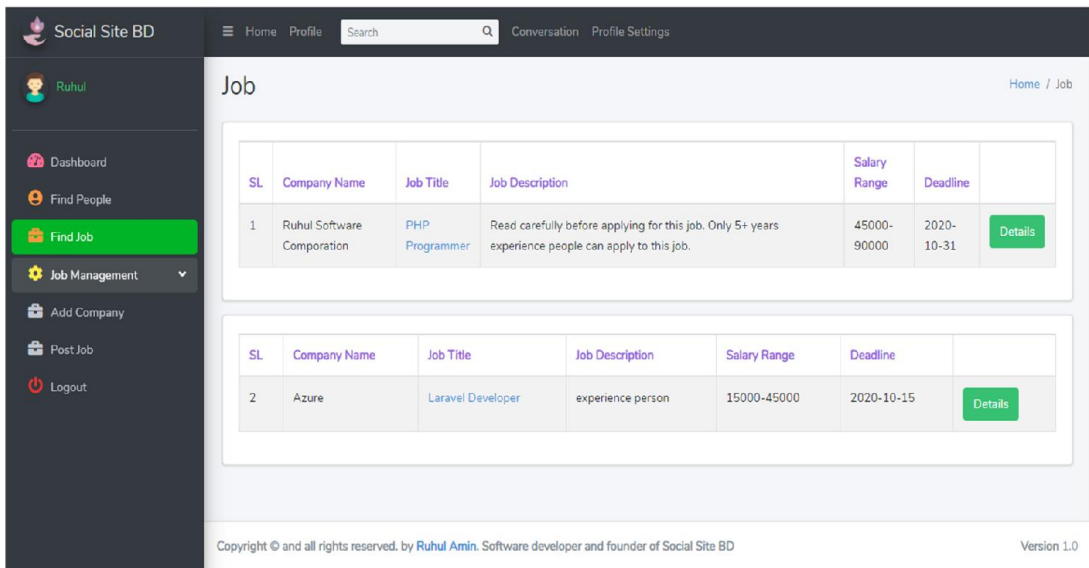 Social Site BD
Home Profile Search Conversation Profile Settings
Ruhul
Dashboard
Find People
Find Job
Job Management
Add Company
Post Job
Logout
Job
Home / Job
SL Company Name Job Title Job Description Salary Range Deadline
1 Ruhul Software Comporation PHP Programmer Read carefully before applying for this job. Only 5+ years experience people can apply to this job. 45000-90000 2020-10-31 Details
SL Company Name Job Title Job Description Salary Range Deadline
2 Azure Laravel Developer experience person 15000-45000 2020-10-15 Details
Copyright © and all rights reserved. by Ruhul Amin. Software developer and founder of Social Site BD
Version 1.0